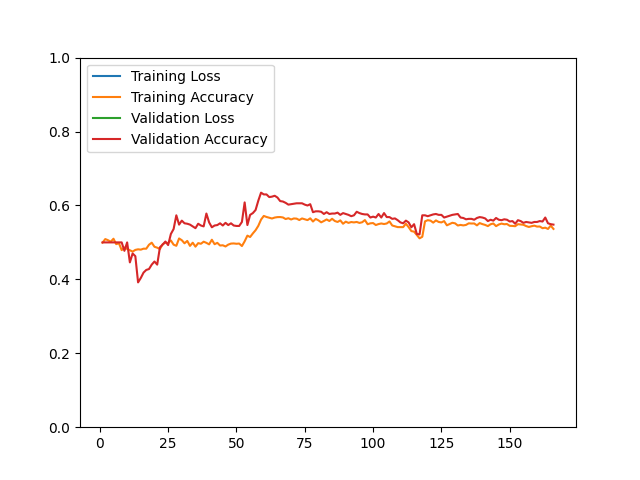 1.0
0.8
0.6
0.4
0.2
0.0
0 25 50 75 100 125 150
Training Loss
Training Accuracy
Validation Loss
Validation Accuracy